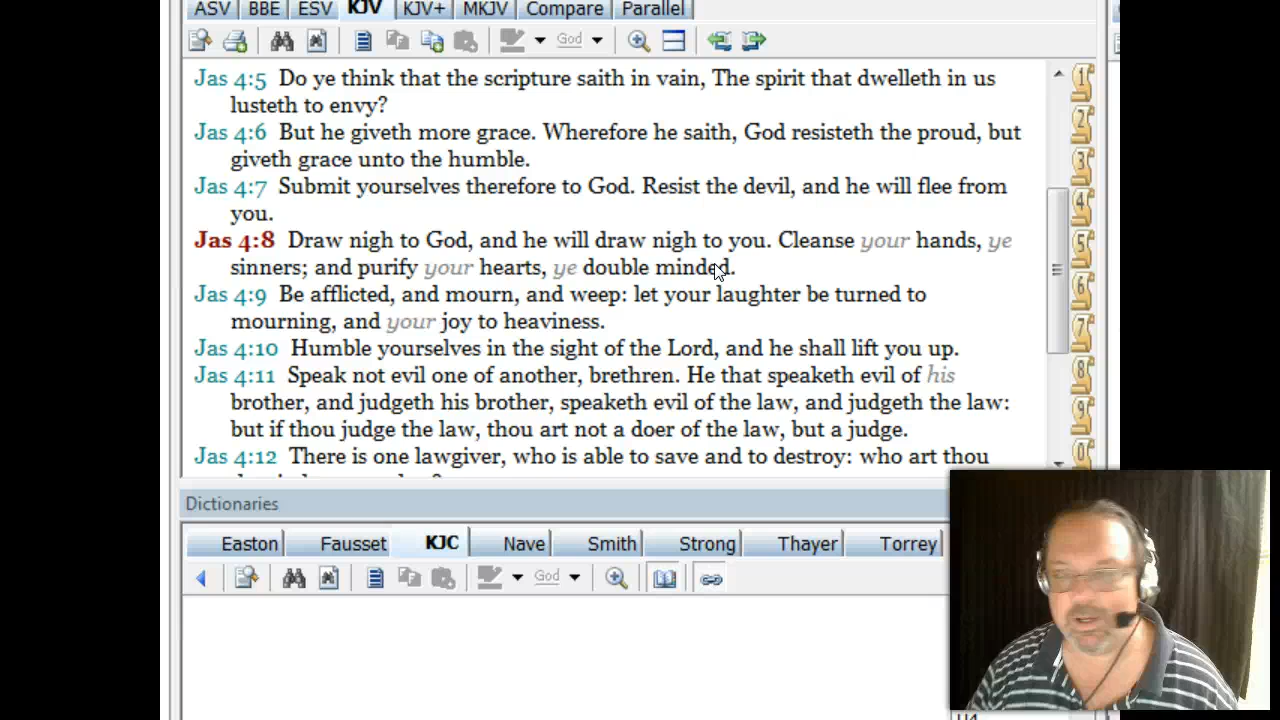 ASV BBE ESV KJV KJV+ MKJV Compare Parallel
God
Jas 4:5 Do ye think that the scripture saith in vain, The spirit that dwelleth in us
lusteth to envy?
Jas 4:6 But he giveth more grace. Wherefore he saith, God resisteth the proud, but
giveth grace unto the humble.
Jas 4:7 Submit yourselves therefore to God. Resist the devil, and he will flee from
you.
Jas 4:8 Draw nigh to God, and he will draw nigh to you. Cleanse your hands, ye
sinners; and purify your hearts, ye double minded.
Jas 4:9 Be afflicted, and mourn, and weep: let your laughter be turned to
mourning, and your joy to heaviness.
Jas 4:10 Humble yourselves in the sight of the Lord, and he shall lift you up.
Jas 4:11 Speak not evil one of another, brethren. He that speaketh evil of his
brother, and judgeth his brother, speaketh evil of the law, and judgeth the law:
but if thou judge the law, thou art not a doer of the law, but a judge.
Jas 4:12 There is one lawgiver, who is able to save and to destroy: who art thou
1
2
3
4
5
6
7
8
9
0
Dictionaries
Easton Fausset KJC Nave Smith Strong Thayer Torrey
God